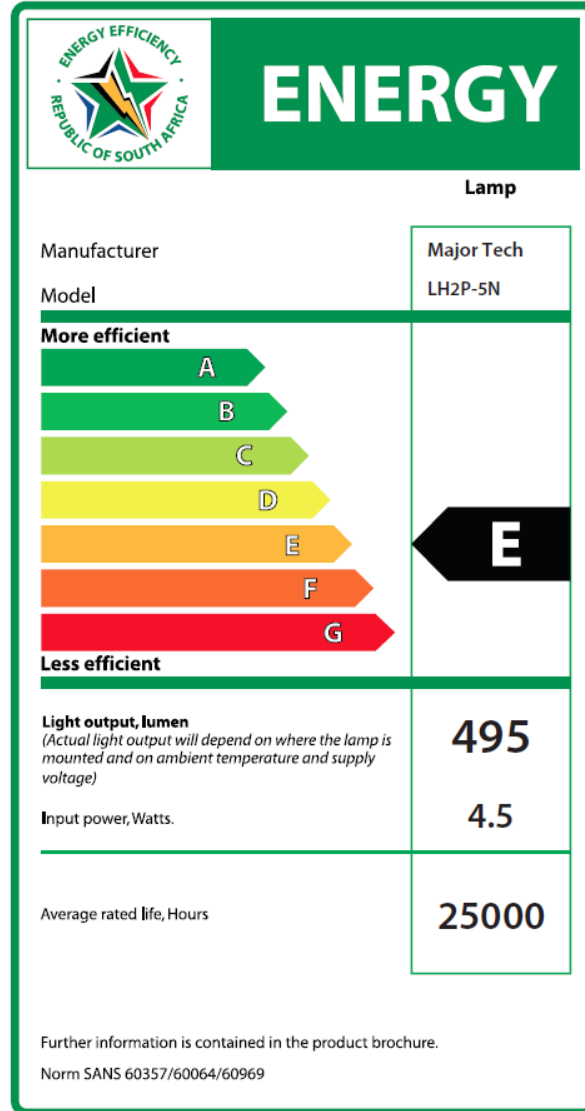 ENERGY EFFICIENCY
REPUBLIC OF SOUTH AFRICA
ENERGY
Lamp
Manufacturer
Major Tech
Model
LH2P-5N
More efficient
A
B
C
D
E
E
F
G
Less efficient
Light output, lumen
(Actual light output will depend on where the lamp is
mounted and on ambient temperature and supply
voltage)
495
Input power, Watts.
4.5
Average rated life, Hours
25000
Further information is contained in the product brochure.
Norm SANS 60357/60064/60969